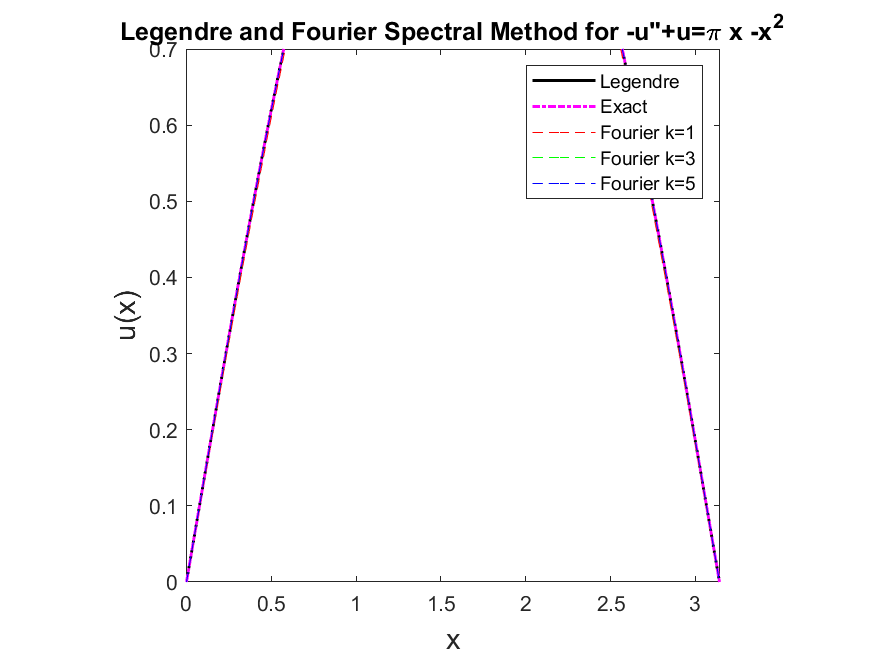 Legendre and Fourier Spectral Method for -u"+u=π x -x²
0.7
0.6
0.5
0.4
0.3
0.2
0.1
0
u(x)
Legendre
Exact
Fourier k=1
Fourier k=3
Fourier k=5
0 0.5 1 1.5 2 2.5 3
x